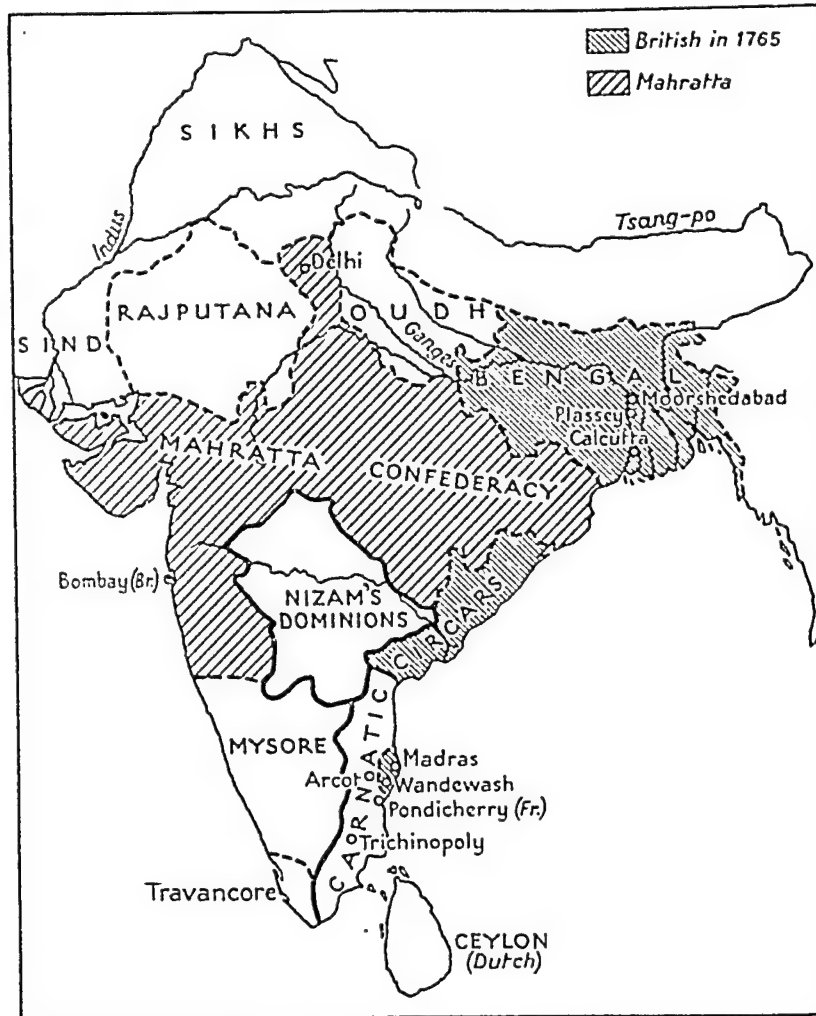 British in 1765
Mahratta
SIKHS
Indus
Tsang-po
Delhi
RAJPUTANA
OUDH
SIND
Ganges
BENGAL
Moorshedabad
Plassey
Calcutta
MAHRATTA
CONFEDERACY
Bombay (Br.)
NIZAM'S
DOMINIONS
CIRCARS
MYSORE
CARNATIC
Madras
Arcot
Wandewash
Pondicherry (Fr.)
Trichinopoly
Travancore
CEYLON
(Dutch)